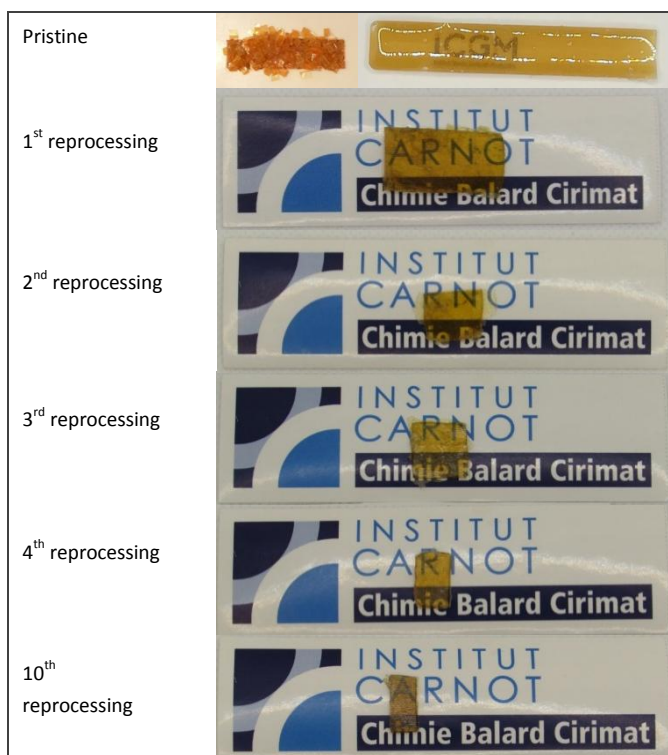 Pristine
ICGM
1st reprocessing
INSTITUT
CARNOT
Chimie Balard Cirimat
2nd reprocessing
INSTITUT
CARNOT
Chimie Balard Cirimat
3rd reprocessing
INSTITUT
CARNOT
Chimie Balard Cirimat
4th reprocessing
INSTITUT
CARNOT
Chimie Balard Cirimat
10th
reprocessing
INSTITUT
CARNOT
Chimie Balard Cirimat